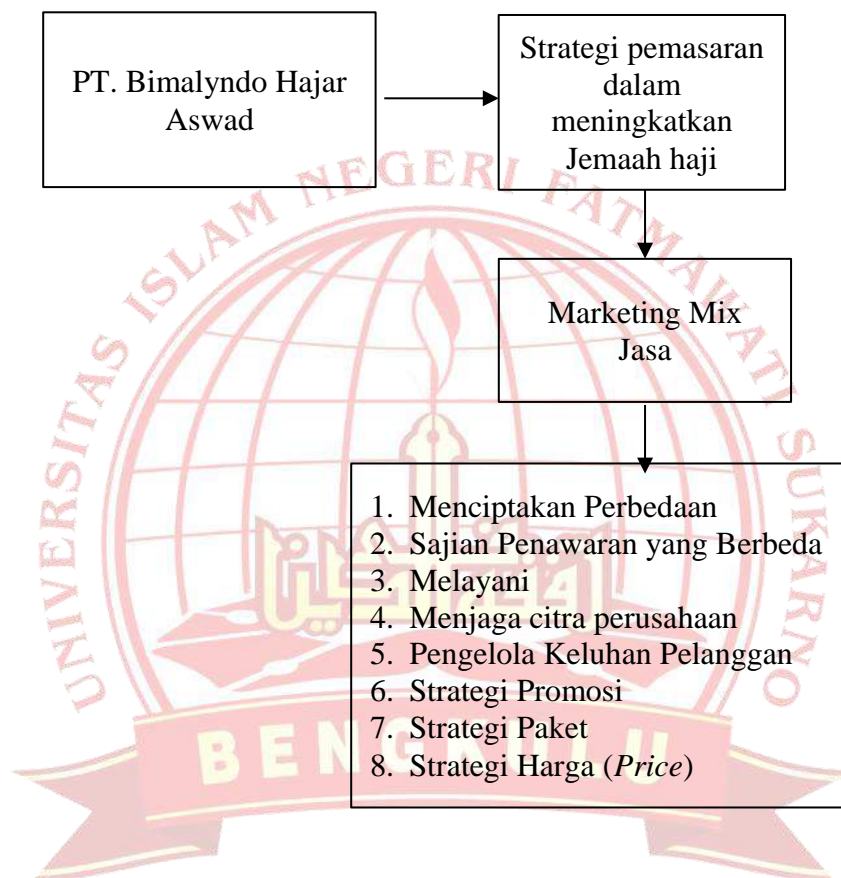 PT. Bimalyndo Hajar
Aswad
Strategi pemasaran
dalam
meningkatkan
Jemaah haji
Marketing Mix
Jasa
1. Menciptakan Perbedaan
2. Sajian Penawaran yang Berbeda
3. Melayani
4. Menjaga citra perusahaan
5. Pengelola Keluhan Pelanggan
6. Strategi Promosi
7. Strategi Paket
8. Strategi Harga (Price)
UNIVERSITAS ISLAM NEGERI FATMAWATI SUKARNO
BENGKULU